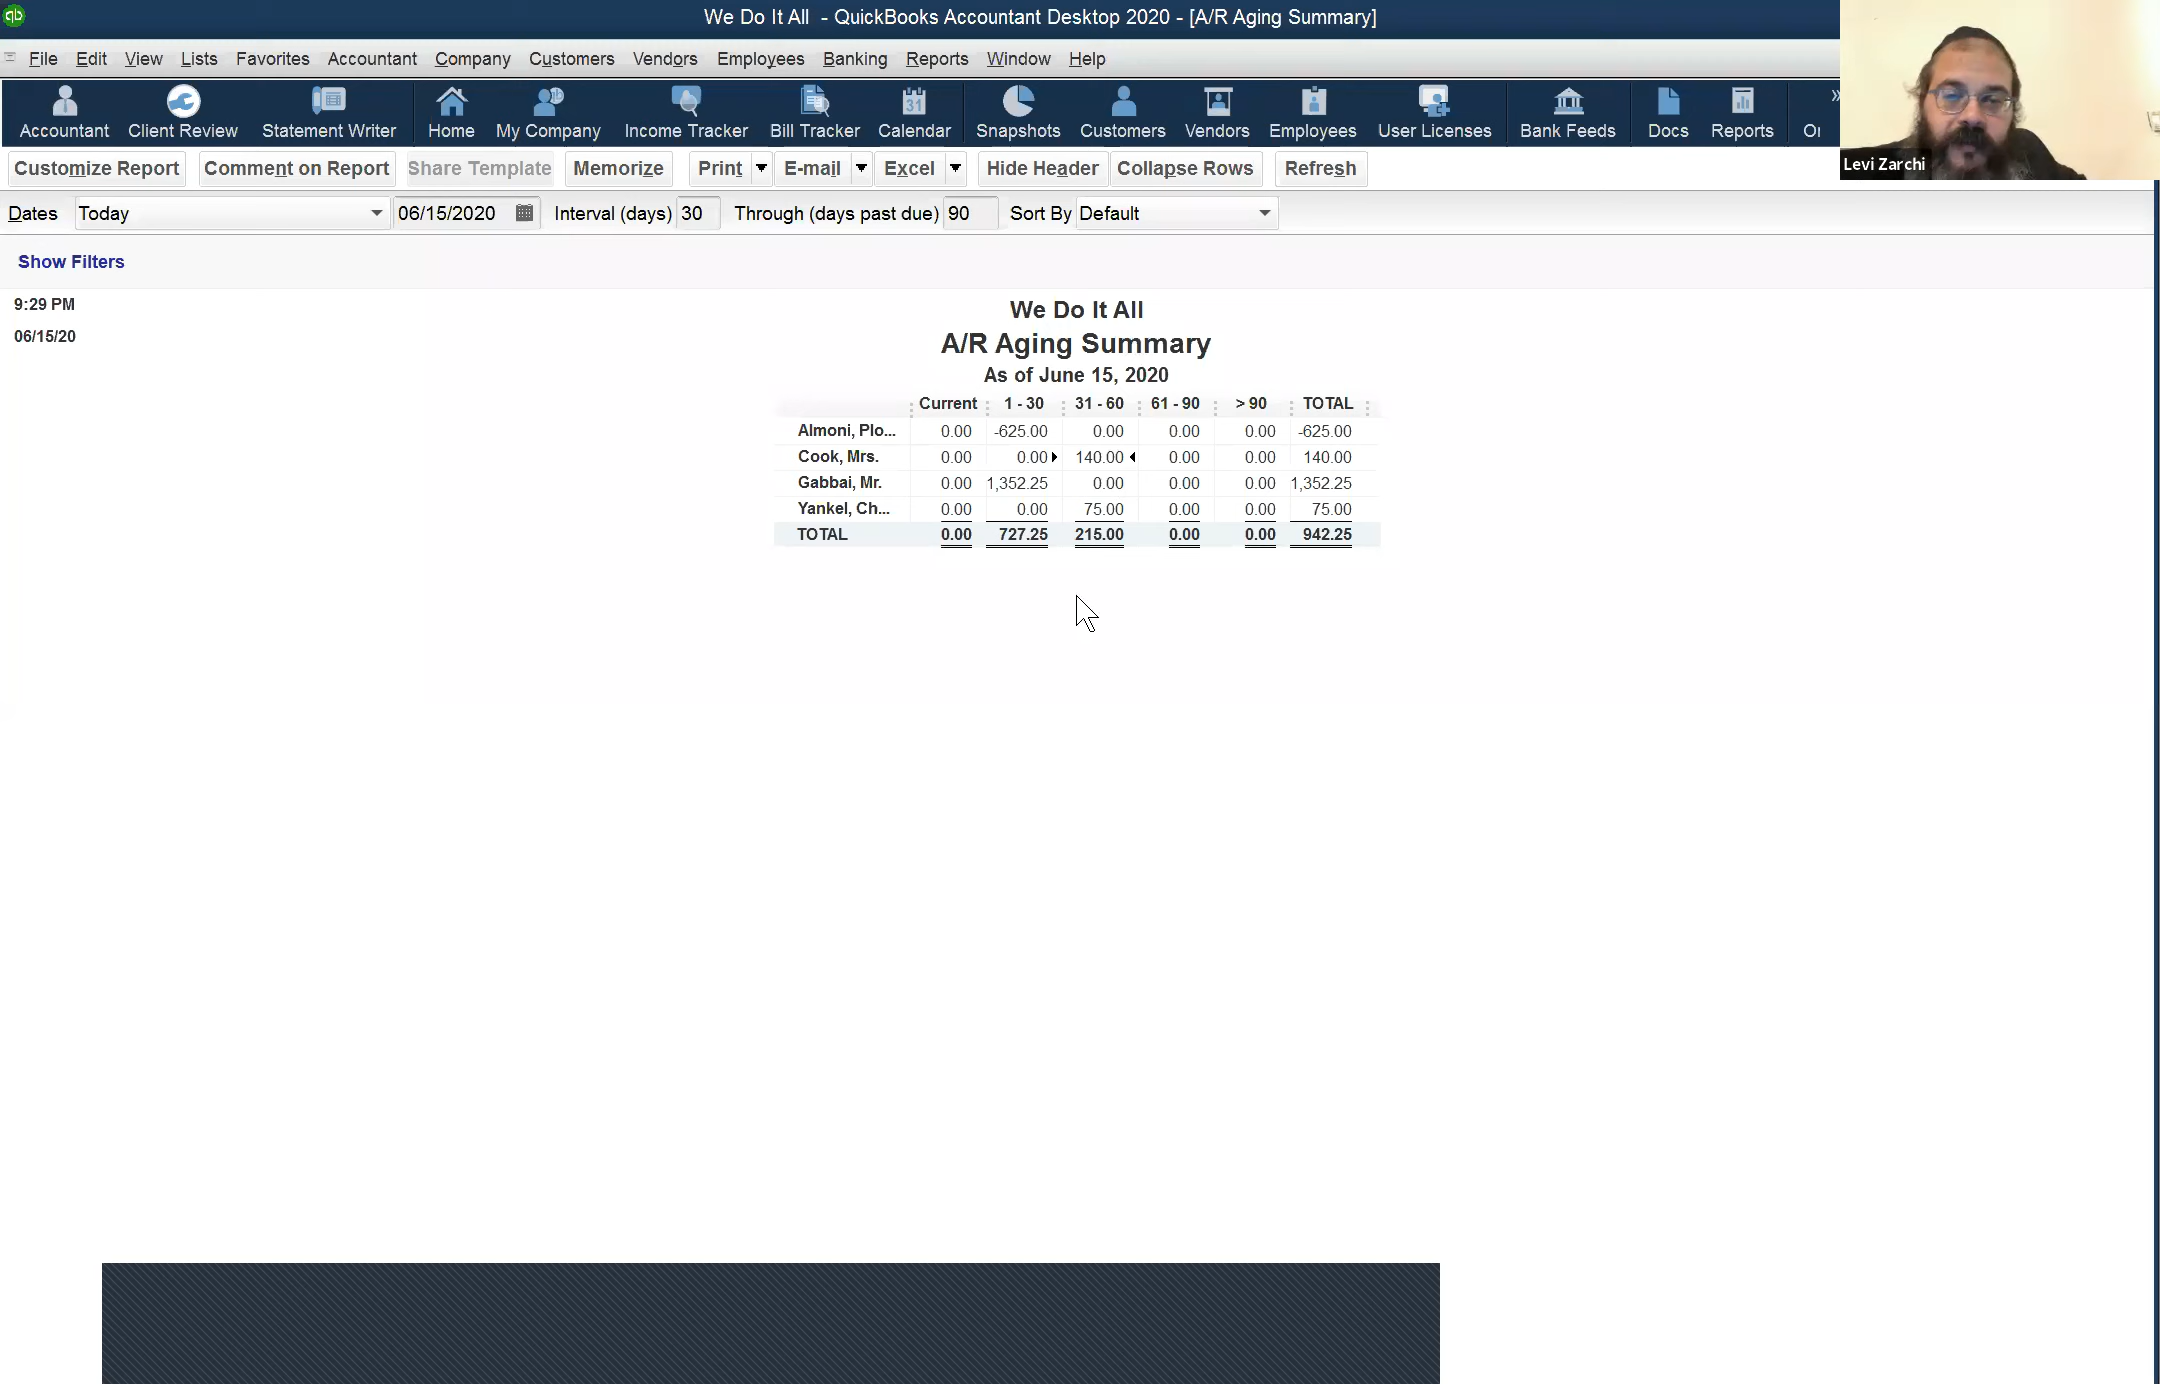 We Do It All - QuickBooks Accountant Desktop 2020 - [A/R Aging Summary]
File Edit View Lists Favorites Accountant Company Customers Vendors Employees Banking Reports Window Help
Accountant Client Review Statement Writer Home My Company Income Tracker Bill Tracker Calendar Snapshots Customers Vendors Employees User Licenses Bank Feeds Docs Reports
Levi Zarchi
Customize Report Comment on Report Share Template Memorize Print E-mail Excel Hide Header Collapse Rows Refresh
Dates Today 06/15/2020 Interval (days) 30 Through (days past due) 90 Sort By Default
Show Filters
9:29 PM
06/15/20
We Do It All
A/R Aging Summary
As of June 15, 2020
Current 1 - 30 31 - 60 61 - 90 > 90 TOTAL
Almoni, Plo... 0.00 -625.00 0.00 0.00 0.00 -625.00
Cook, Mrs. 0.00 0.00 140.00 0.00 0.00 140.00
Gabbai, Mr. 0.00 1,352.25 0.00 0.00 0.00 1,352.25
Yankel, Ch... 0.00 0.00 75.00 0.00 0.00 75.00
TOTAL 0.00 727.25 215.00 0.00 0.00 942.25